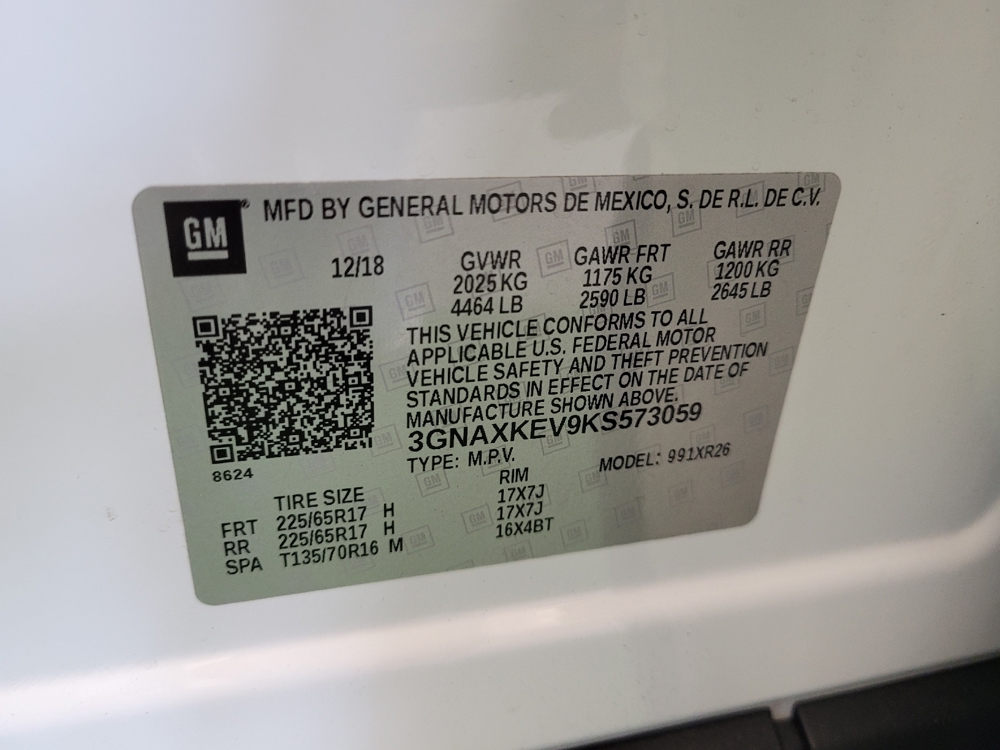 GM® MFD BY GENERAL MOTORS DE MEXICO, S. DE R.L. DE C.V.
12/18 GVWR GAWR FRT GAWR RR
2025 KG 1175 KG 1200 KG
4464 LB 2590 LB 2645 LB
THIS VEHICLE CONFORMS TO ALL
APPLICABLE U.S. FEDERAL MOTOR
VEHICLE SAFETY AND THEFT PREVENTION
STANDARDS IN EFFECT ON THE DATE OF
MANUFACTURE SHOWN ABOVE.
3GNAXKEV9KS573059
8624 TYPE: M.P.V. MODEL: 991XR26
TIRE SIZE RIM
FRT 225/65R17 H 17X7J
RR 225/65R17 H 17X7J
SPA T135/70R16 M 16X4BT